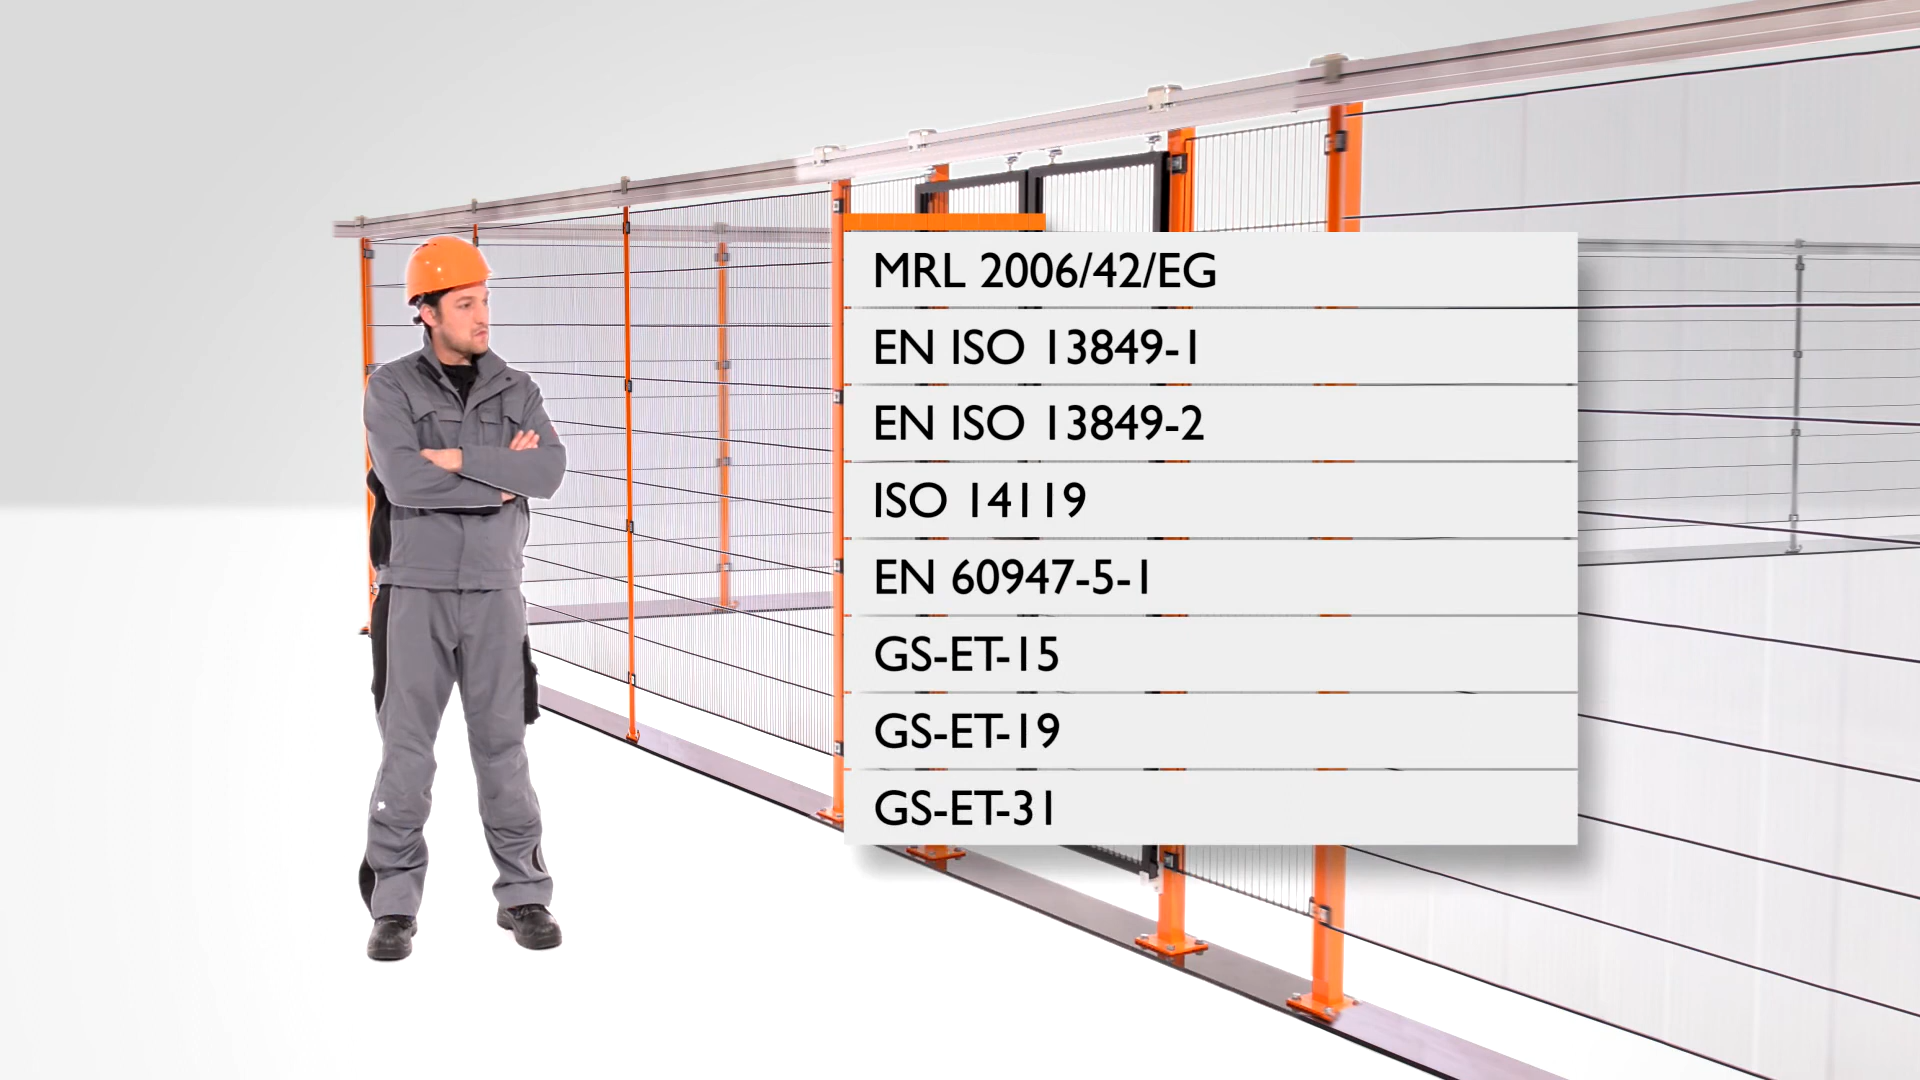 MRL 2006/42/EG
EN ISO 13849-1
EN ISO 13849-2
ISO 14119
EN 60947-5-1
GS-ET-15
GS-ET-19
GS-ET-31